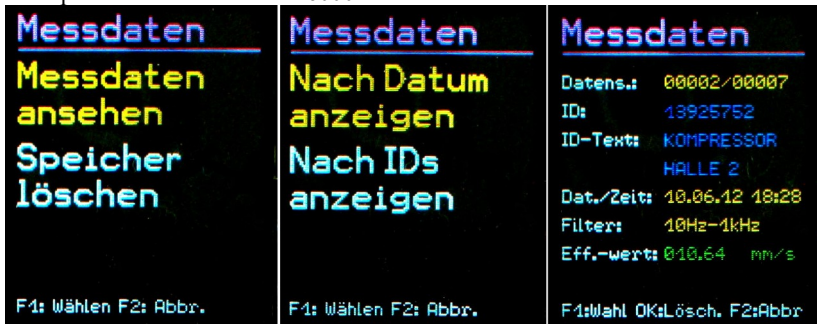 Messdaten
Messdaten
ansehen
Speicher
löschen
F1: Wählen F2: Abbr.
Messdaten
Nach Datum
anzeigen
Nach IDs
anzeigen
F1: Wählen F2: Abbr.
Messdaten
Datens.: 00002/00007
ID: 13925752
ID-Text: KOMPRESSOR
HALLE 2
Dat./Zeit: 10.06.12 18:28
Filter: 10Hz-1kHz
Eff.-wert: 010.64 mm/s
F1:Wahl OK:Lösch. F2:Abbr